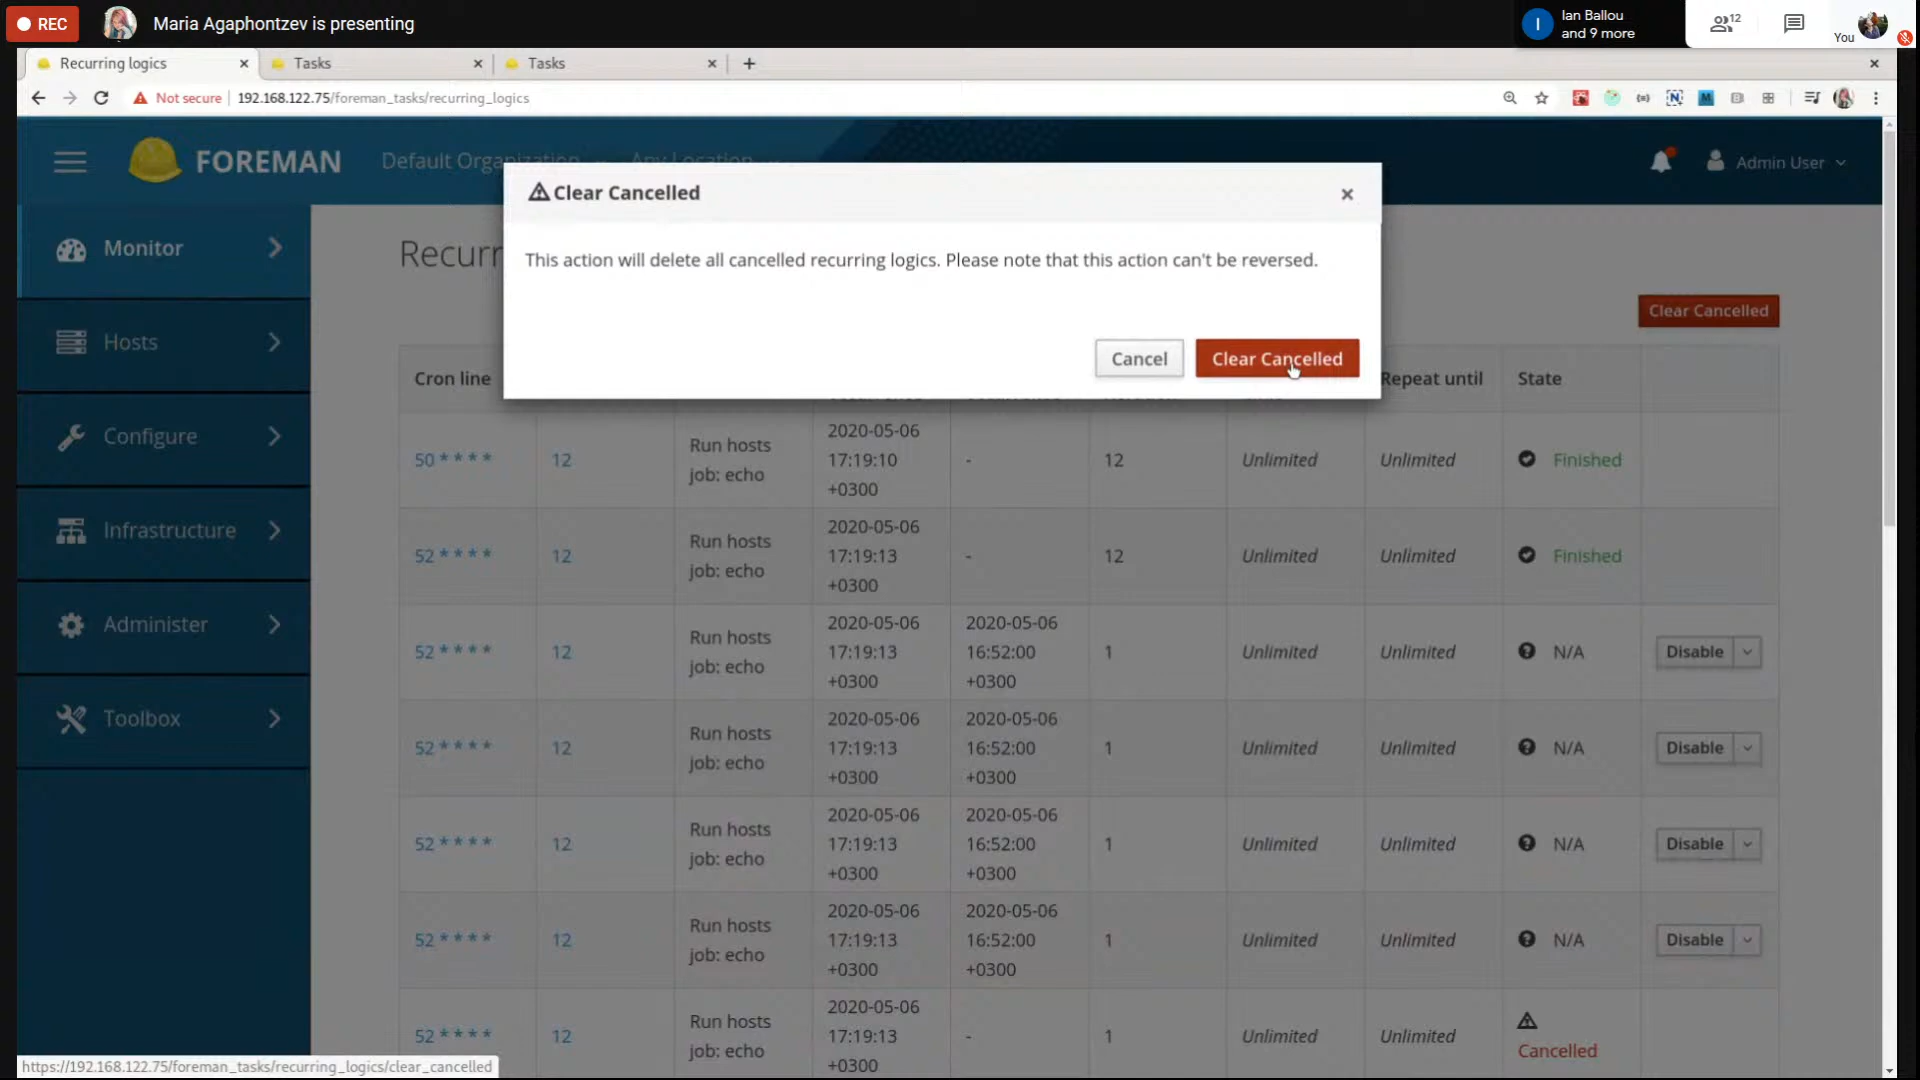 REC
Maria Agaphontzev is presenting
I
Ian Ballou
and 9 more
12
You
Recurring logics
Tasks
Tasks
Not secure
192.168.122.75/foreman_tasks/recurring_logics
FOREMAN
Default Organization
Any Location
Admin User
Monitor
Hosts
Configure
Infrastructure
Administer
Toolbox
Recurr
Clear Cancelled
This action will delete all cancelled recurring logics. Please note that this action can't be reversed.
Cancel
Clear Cancelled
Clear Cancelled
Cron line
Repeat until
State
50 * * * *
12
Run hosts
job: echo
2020-05-06
17:19:10
+0300
-
12
Unlimited
Unlimited
Finished
52 * * * *
12
Run hosts
job: echo
2020-05-06
17:19:13
+0300
-
12
Unlimited
Unlimited
Finished
52 * * * *
12
Run hosts
job: echo
2020-05-06
17:19:13
+0300
2020-05-06
16:52:00
+0300
1
Unlimited
Unlimited
N/A
Disable
52 * * * *
12
Run hosts
job: echo
2020-05-06
17:19:13
+0300
2020-05-06
16:52:00
+0300
1
Unlimited
Unlimited
N/A
Disable
52 * * * *
12
Run hosts
job: echo
2020-05-06
17:19:13
+0300
2020-05-06
16:52:00
+0300
1
Unlimited
Unlimited
N/A
Disable
52 * * * *
12
Run hosts
job: echo
2020-05-06
17:19:13
+0300
2020-05-06
16:52:00
+0300
1
Unlimited
Unlimited
N/A
Disable
52 * * * *
12
Run hosts
job: echo
2020-05-06
17:19:13
+0300
-
1
Unlimited
Unlimited
Cancelled
https://192.168.122.75/foreman_tasks/recurring_logics/clear_cancelled